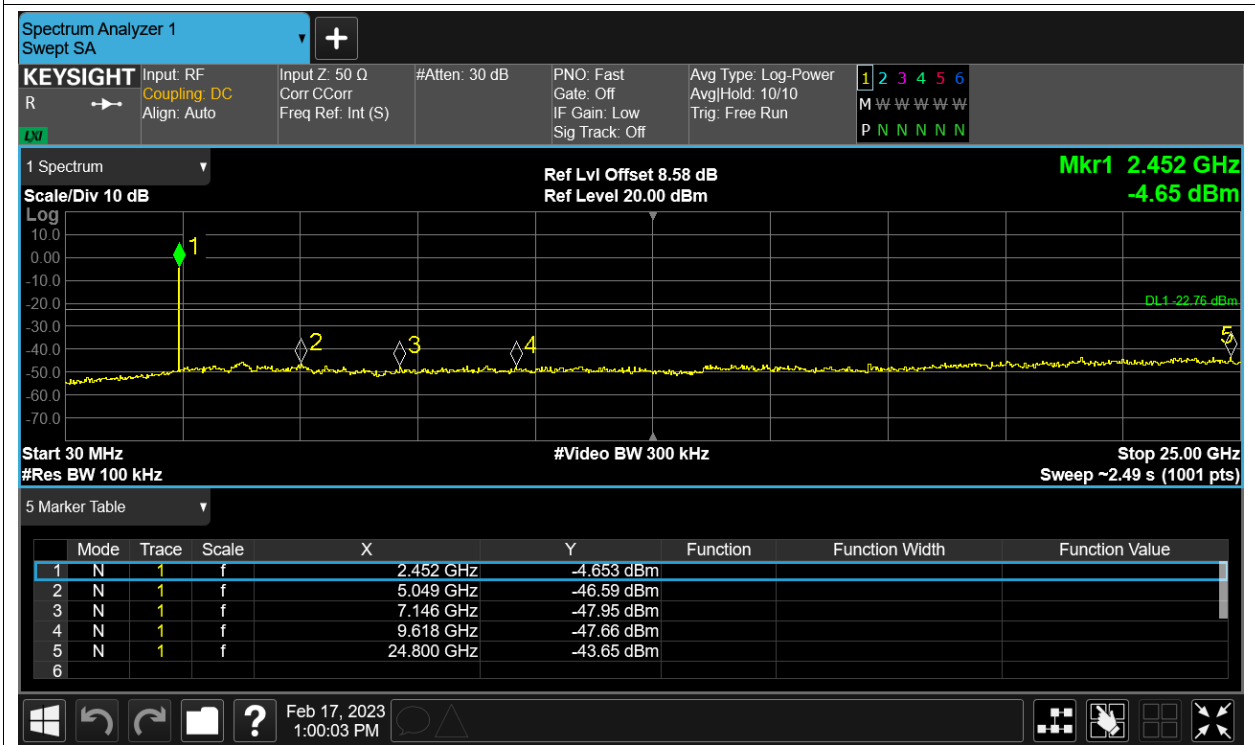 Spectrum Analyzer 1
Swept SA
KEYSIGHT
R
LXI
Input: RF
Coupling: DC
Align: Auto
Input Z: 50 Ω
Corr CCorr
Freq Ref: Int (S)
#Atten: 30 dB
PNO: Fast
Gate: Off
IF Gain: Low
Sig Track: Off
Avg Type: Log-Power
Avg|Hold: 10/10
Trig: Free Run
1 2 3 4 5 6
M W W W W W
P N N N N N
1 Spectrum
Scale/Div 10 dB
Ref Lvl Offset 8.58 dB
Ref Level 20.00 dBm
Mkr1 2.452 GHz
-4.65 dBm
Log
10.0
0.00
-10.0
-20.0
-30.0
-40.0
-50.0
-60.0
-70.0
1
2
3
4
5
DL1 -22.76 dBm
Start 30 MHz
#Res BW 100 kHz
#Video BW 300 kHz
Stop 25.00 GHz
Sweep ~2.49 s (1001 pts)
5 Marker Table
Mode Trace Scale X Y Function Function Width Function Value
1 N 1 f 2.452 GHz -4.653 dBm
2 N 1 f 5.049 GHz -46.59 dBm
3 N 1 f 7.146 GHz -47.95 dBm
4 N 1 f 9.618 GHz -47.66 dBm
5 N 1 f 24.800 GHz -43.65 dBm
6
?
Feb 17, 2023
1:00:03 PM